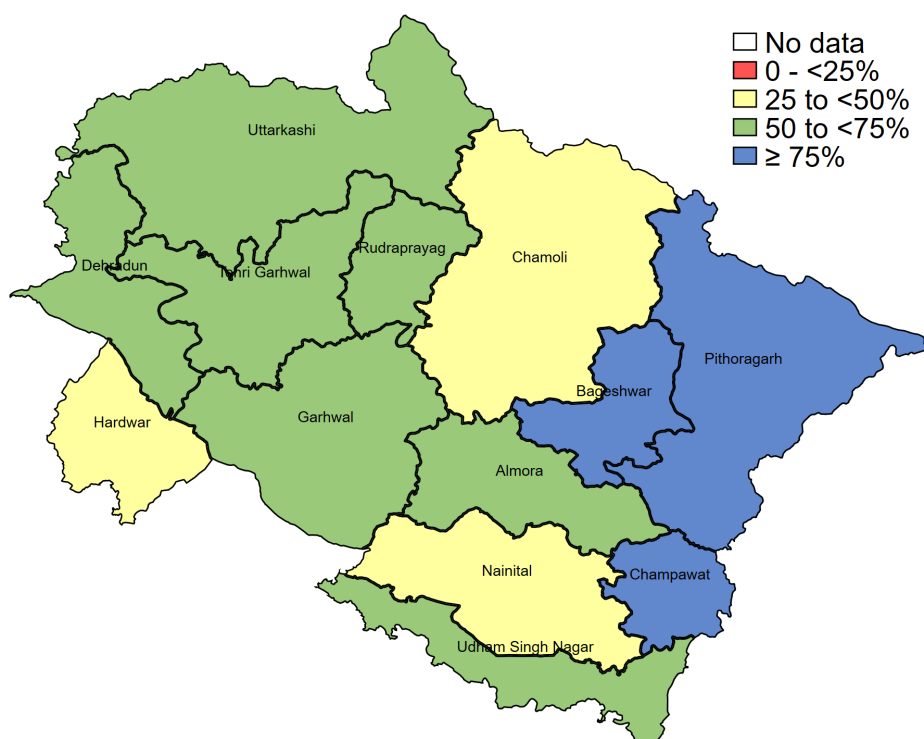 No data
0 - <25%
25 to <50%
50 to <75%
≥ 75%
Uttarkashi
Rudraprayag
Chamoli
Dehradun
Tehri Garhwal
Pithoragarh
Bageshwar
Garhwal
Hardwar
Almora
Nainital
Champawat
Udham Singh Nagar